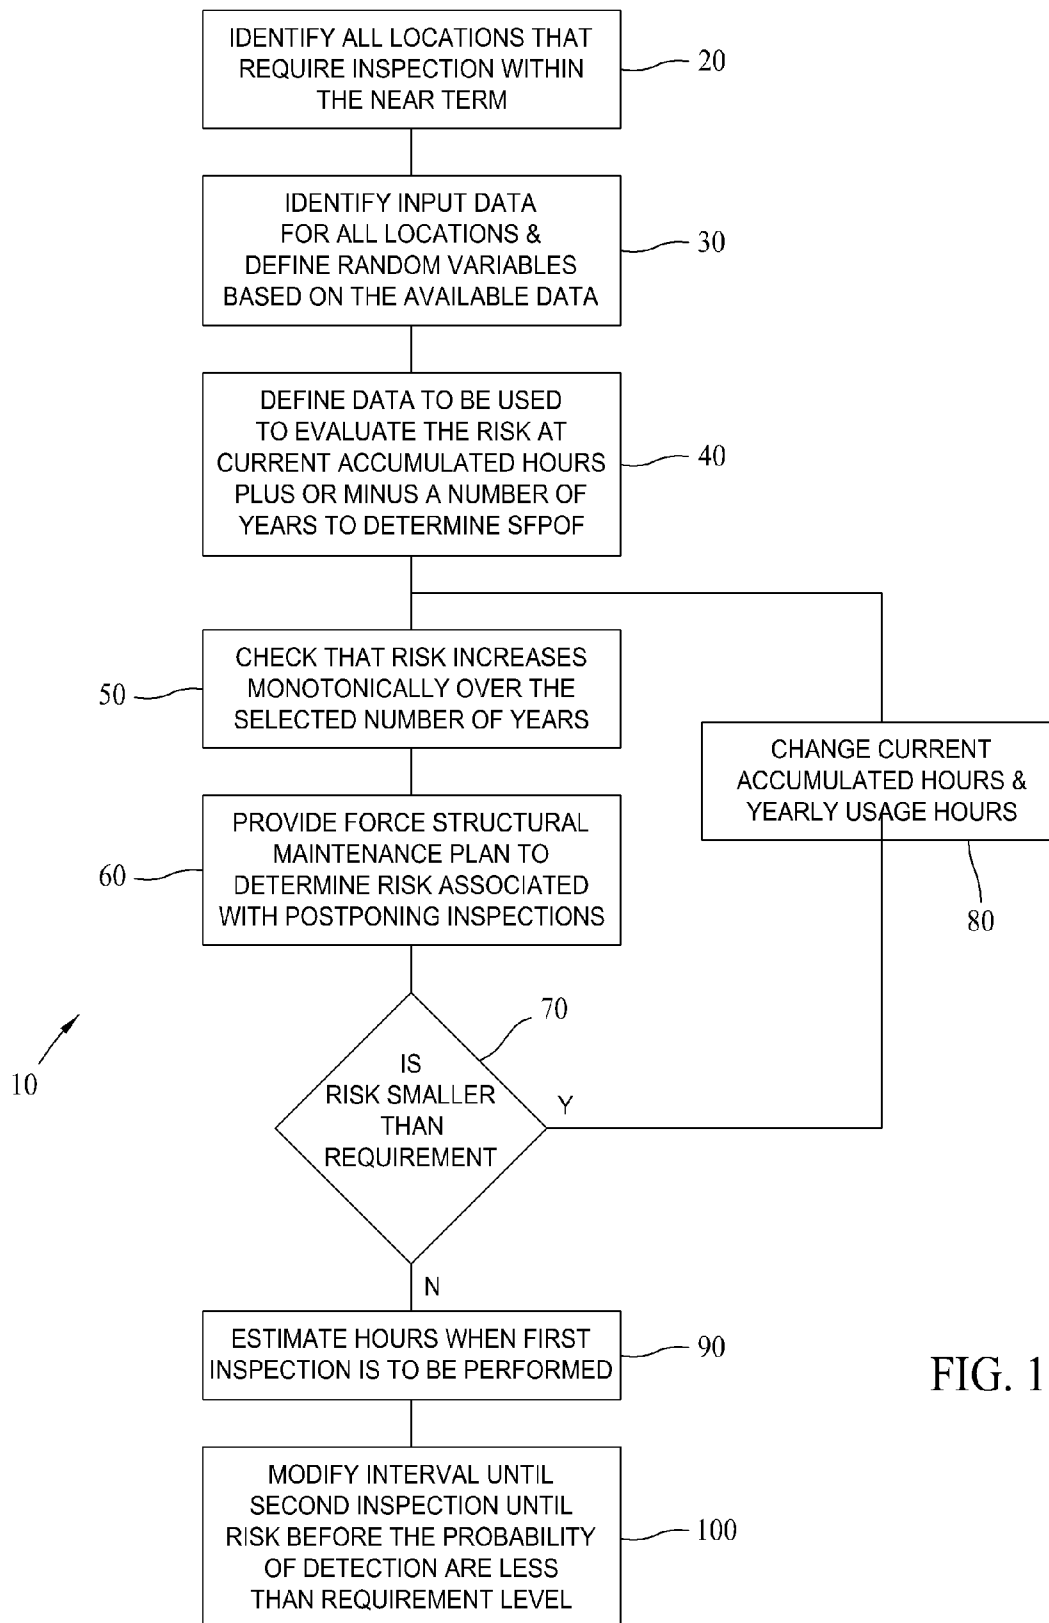 IDENTIFY ALL LOCATIONS THAT
REQUIRE INSPECTION WITHIN
THE NEAR TERM
20
IDENTIFY INPUT DATA
FOR ALL LOCATIONS &
DEFINE RANDOM VARIABLES
BASED ON THE AVAILABLE DATA
30
DEFINE DATA TO BE USED
TO EVALUATE THE RISK AT
CURRENT ACCUMULATED HOURS
PLUS OR MINUS A NUMBER OF
YEARS TO DETERMINE SFPOF
40
CHECK THAT RISK INCREASES
MONOTONICALLY OVER THE
SELECTED NUMBER OF YEARS
50
CHANGE CURRENT
ACCUMULATED HOURS &
YEARLY USAGE HOURS
80
PROVIDE FORCE STRUCTURAL
MAINTENANCE PLAN TO
DETERMINE RISK ASSOCIATED
WITH POSTPONING INSPECTIONS
60
10
IS
RISK SMALLER
THAN
REQUIREMENT
70
Y
N
ESTIMATE HOURS WHEN FIRST
INSPECTION IS TO BE PERFORMED
90
FIG. 1
MODIFY INTERVAL UNTIL
SECOND INSPECTION UNTIL
RISK BEFORE THE PROBABILITY
OF DETECTION ARE LESS
THAN REQUIREMENT LEVEL
100